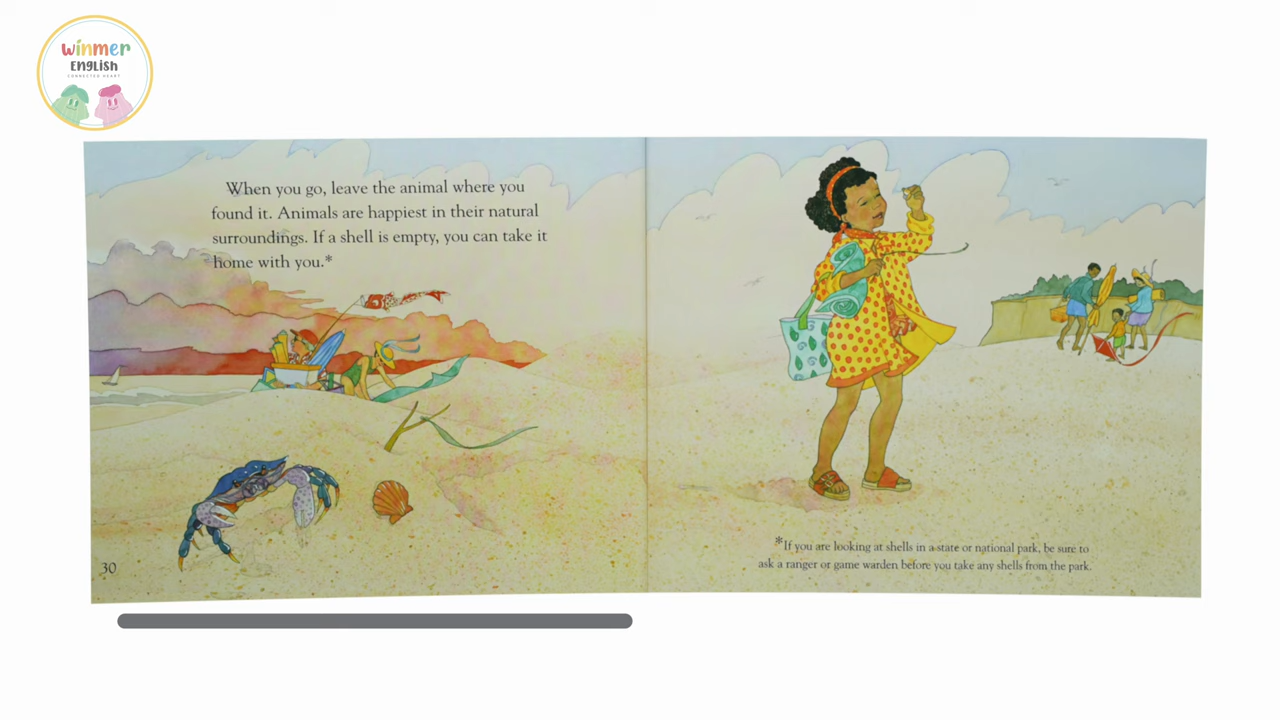 winmer
ENGLISH
CONNECTED HEART
When you go, leave the animal where you
found it. Animals are happiest in their natural
surroundings. If a shell is empty, you can take it
home with you.*
30
*If you are looking at shells in a state or national park, be sure to
ask a ranger or game warden before you take any shells from the park.